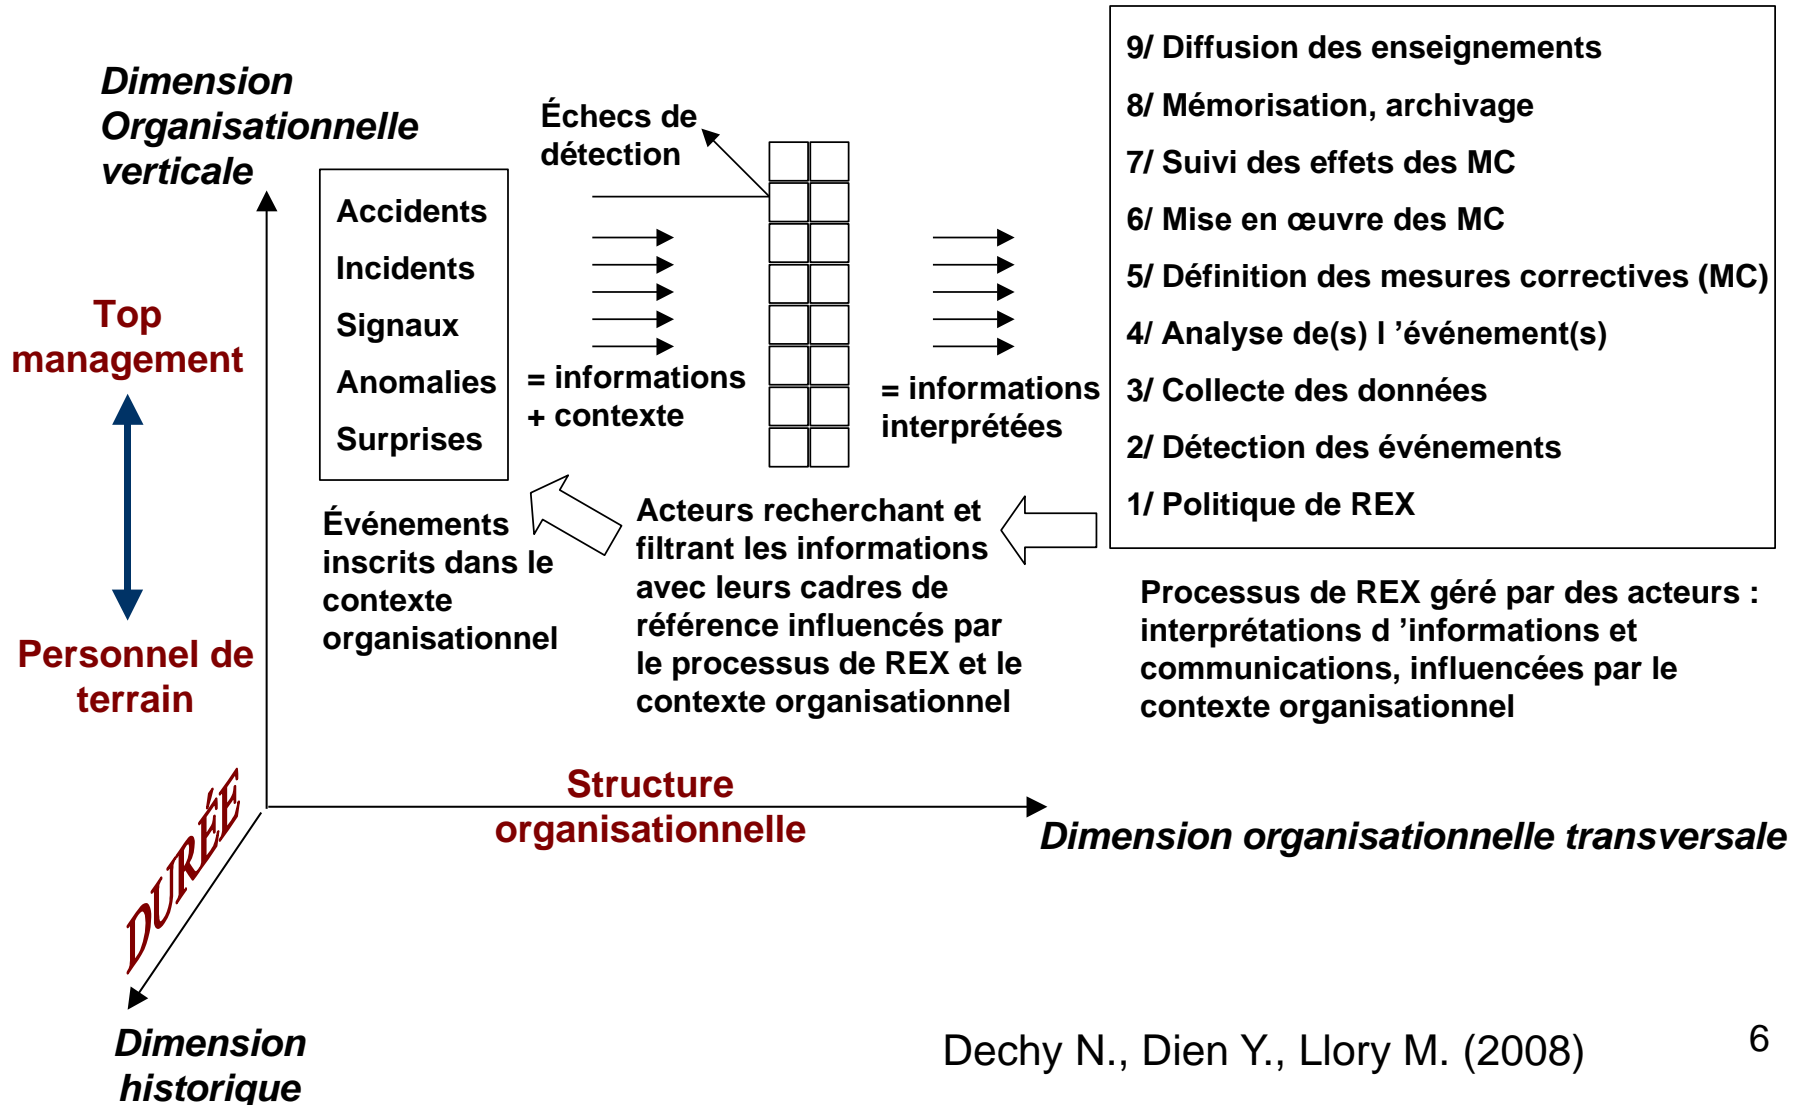 Dimension
Organisationnelle
verticale
Top
management
Personnel de
terrain
Accidents
Incidents
Signaux
Anomalies
Surprises
Événements
inscrits dans le
contexte
organisationnel
Échecs de
détection
= informations
+ contexte
Acteurs recherchant et
filtrant les informations
avec leurs cadres de
référence influencés par
le processus de REX et le
contexte organisationnel
= informations
interprétées
9/ Diffusion des enseignements
8/ Mémorisation, archivage
7/ Suivi des effets des MC
6/ Mise en œuvre des MC
5/ Définition des mesures correctives (MC)
4/ Analyse de(s) l ’événement(s)
3/ Collecte des données
2/ Détection des événements
1/ Politique de REX
Processus de REX géré par des acteurs :
interprétations d ’informations et
communications, influencées par le
contexte organisationnel
Structure
organisationnelle
Dimension organisationnelle transversale
DURÉE
Dimension
historique
Dechy N., Dien Y., Llory M. (2008)
6